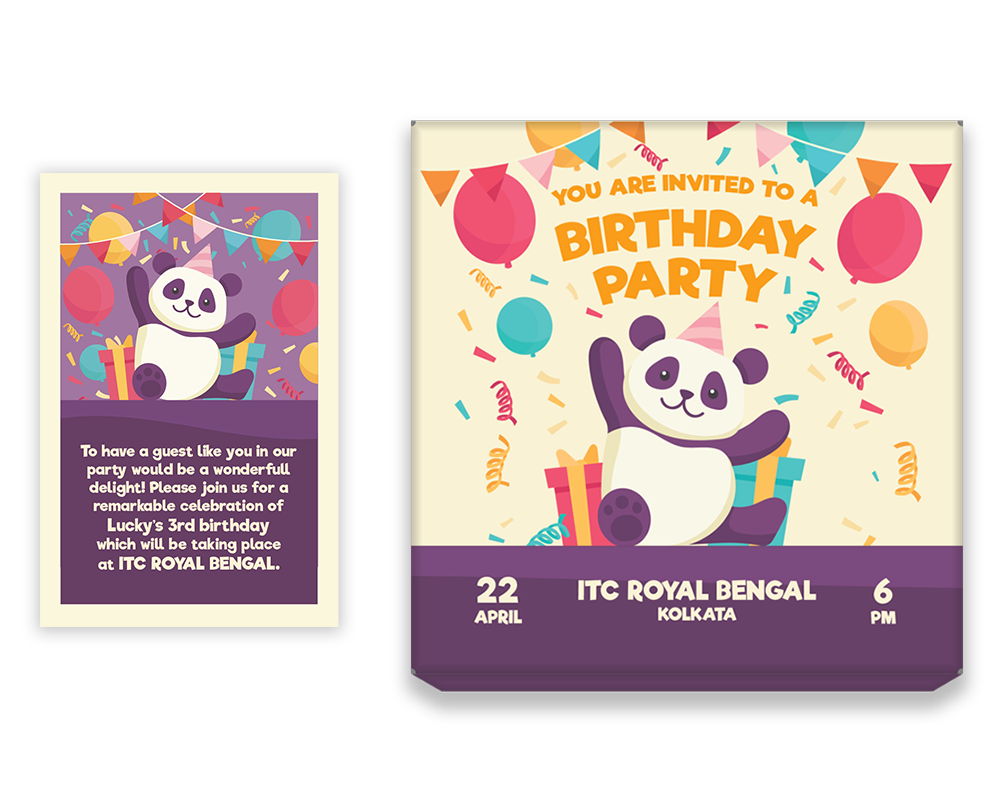 To have a guest like you in our
party would be a wonderfull
delight! Please join us for a
remarkable celebration of
Lucky's 3rd birthday
which will be taking place
at ITC ROYAL BENGAL.
YOU ARE INVITED TO A
BIRTHDAY
PARTY
22
APRIL
ITC ROYAL BENGAL
KOLKATA
6
PM